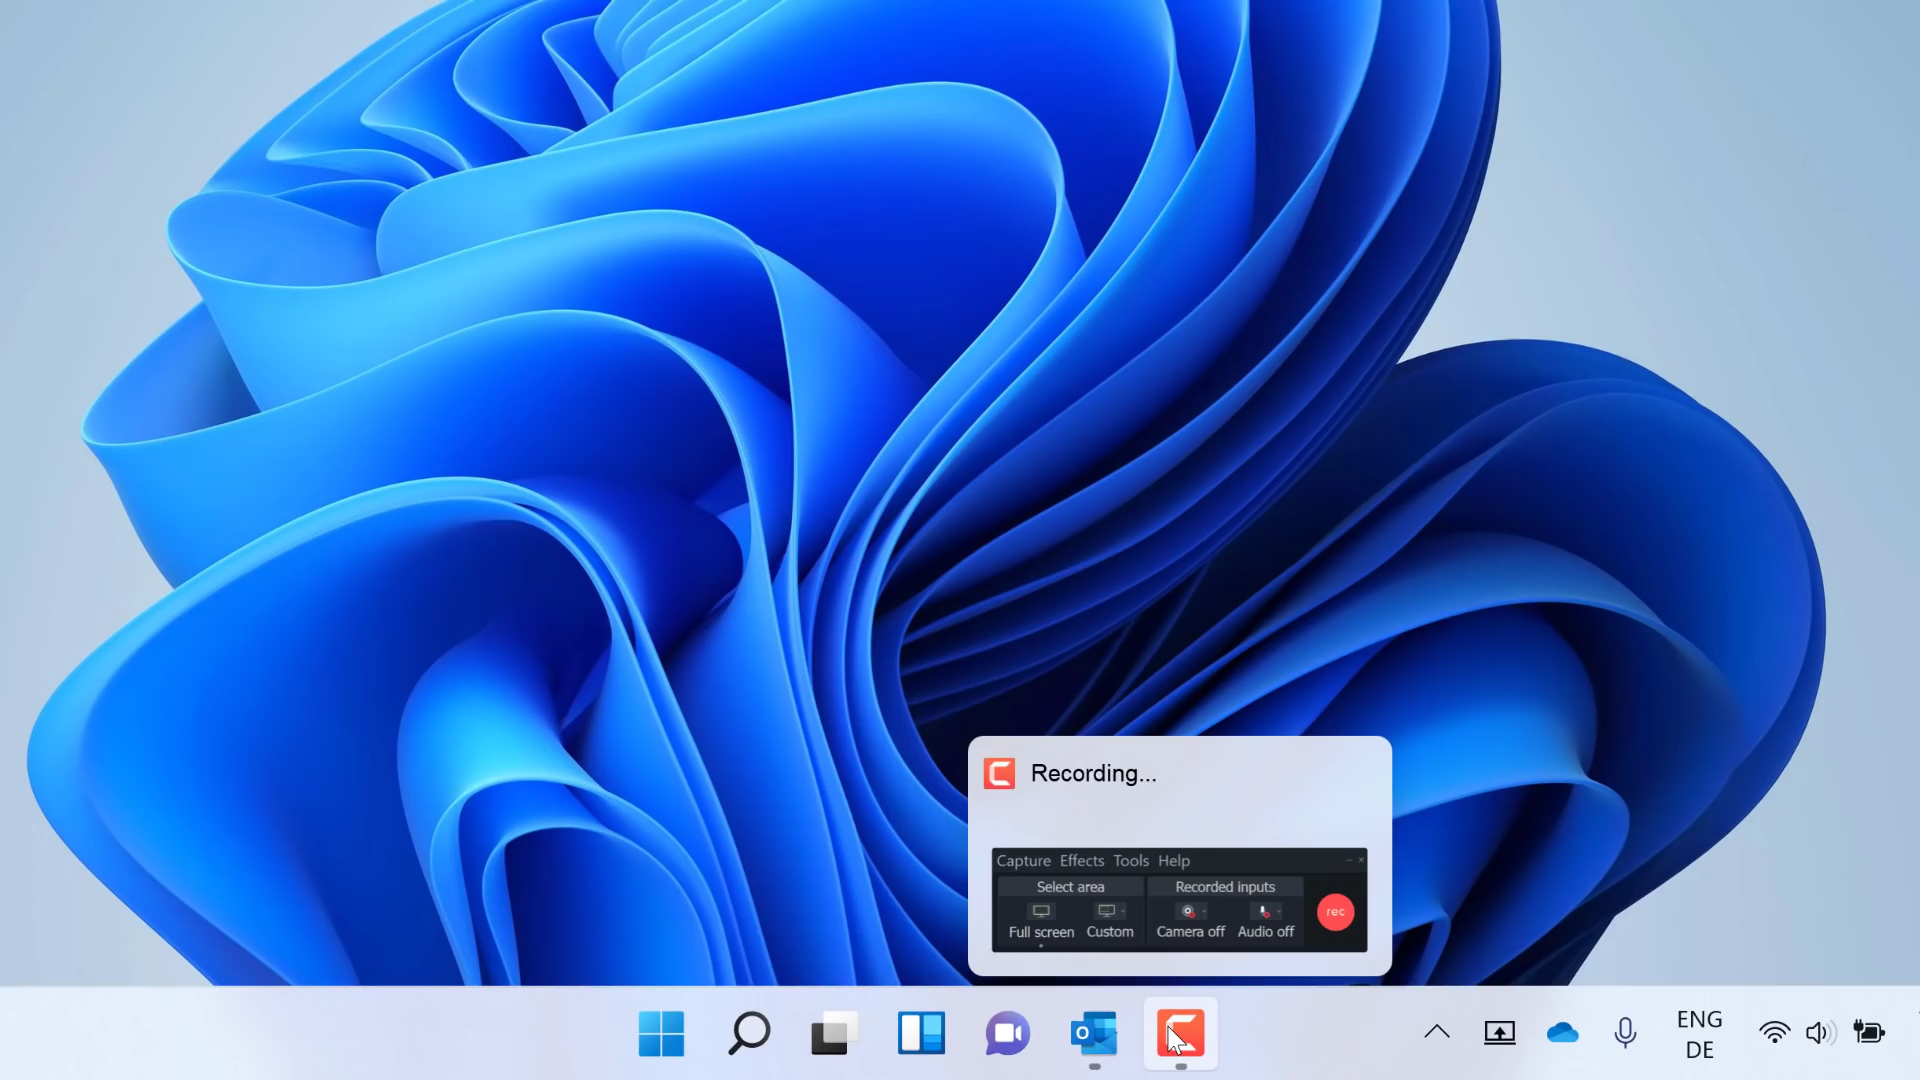 Recording...
Capture Effects Tools Help
Select area
Recorded inputs
rec
Full screen
Custom
Camera off
Audio off
ENG
DE